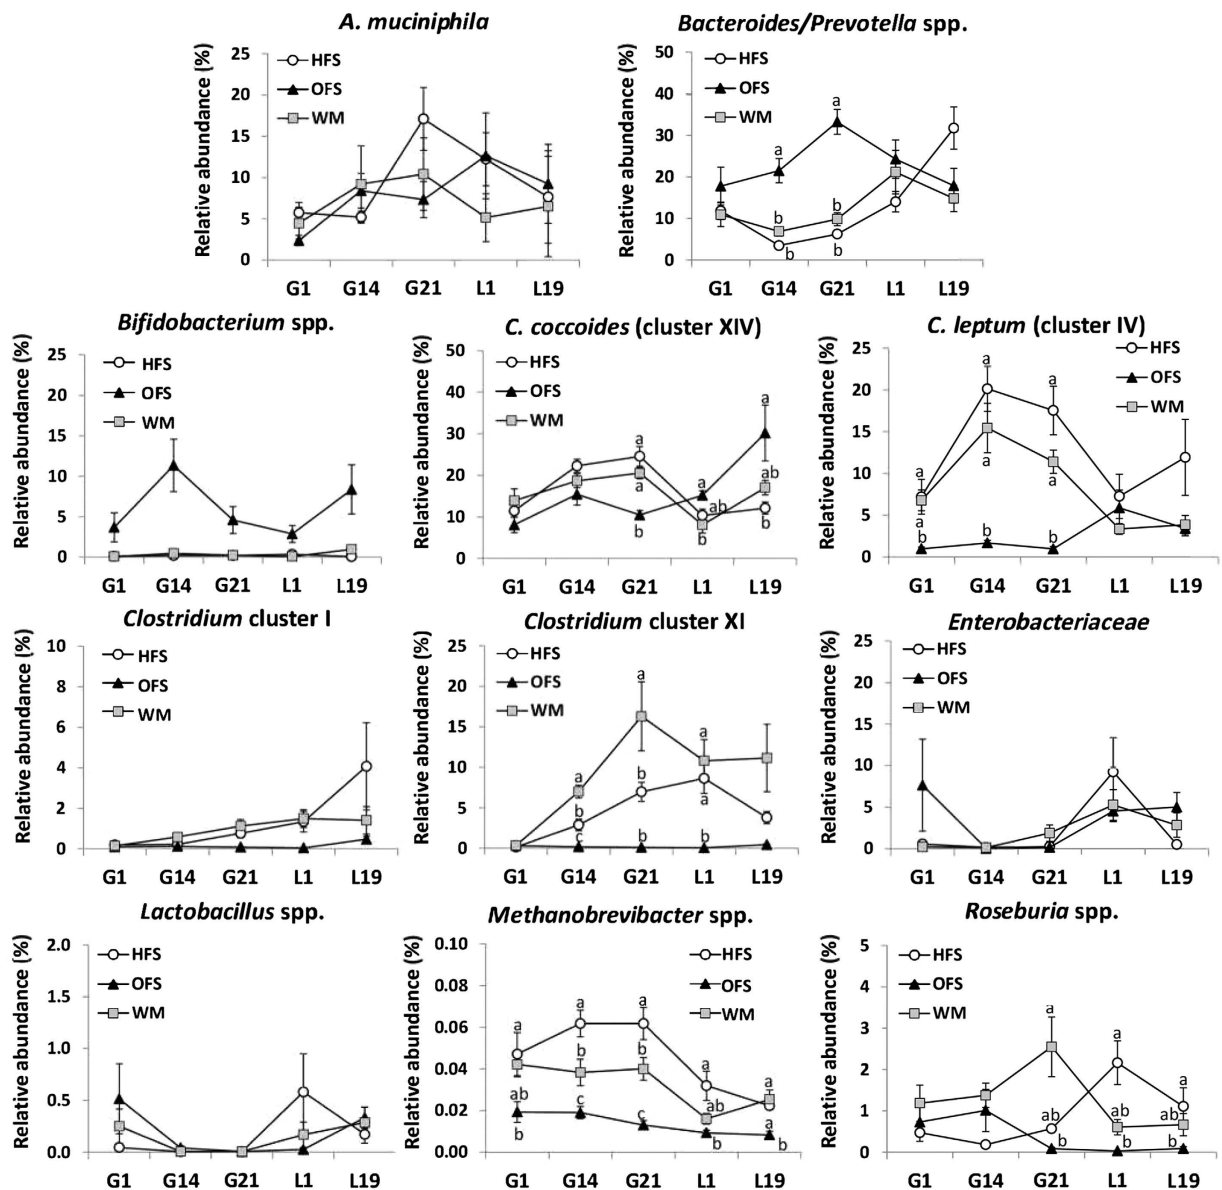 A. muciniphila
Relative abundance (%)
25
20
15
10
5
0
HFS
OFS
WM
G1 G14 G21 L1 L19
Bacteroides/Prevotella spp.
Relative abundance (%)
50
40
30
20
10
0
HFS
OFS
WM
a
a
b
b
b
b
G1 G14 G21 L1 L19
Bifidobacterium spp.
Relative abundance (%)
25
20
15
10
5
0
HFS
OFS
WM
G1 G14 G21 L1 L19
C. coccoides (cluster XIV)
Relative abundance (%)
50
40
30
20
10
0
HFS
OFS
WM
a
a
b
a
ab
b
a
ab
b
G1 G14 G21 L1 L19
C. leptum (cluster IV)
Relative abundance (%)
25
20
15
10
5
0
HFS
OFS
WM
a
a
b
a
a
b
a
a
b
G1 G14 G21 L1 L19
Clostridium cluster I
Relative abundance (%)
10
8
6
4
2
0
HFS
OFS
WM
G1 G14 G21 L1 L19
Clostridium cluster XI
Relative abundance (%)
25
20
15
10
5
0
HFS
OFS
WM
a
b
c
a
b
b
a
a
b
G1 G14 G21 L1 L19
Enterobacteriaceae
Relative abundance (%)
25
20
15
10
5
0
HFS
OFS
WM
G1 G14 G21 L1 L19
Lactobacillus spp.
Relative abundance (%)
2.0
1.5
1.0
0.5
0.0
HFS
OFS
WM
G1 G14 G21 L1 L19
Methanobrevibacter spp.
Relative abundance (%)
0.10
0.08
0.06
0.04
0.02
0.00
HFS
OFS
WM
a
ab
b
a
b
c
a
b
c
a
ab
b
a
a
b
G1 G14 G21 L1 L19
Roseburia spp.
Relative abundance (%)
5
4
3
2
1
0
HFS
OFS
WM
a
ab
b
a
ab
b
a
ab
b
G1 G14 G21 L1 L19